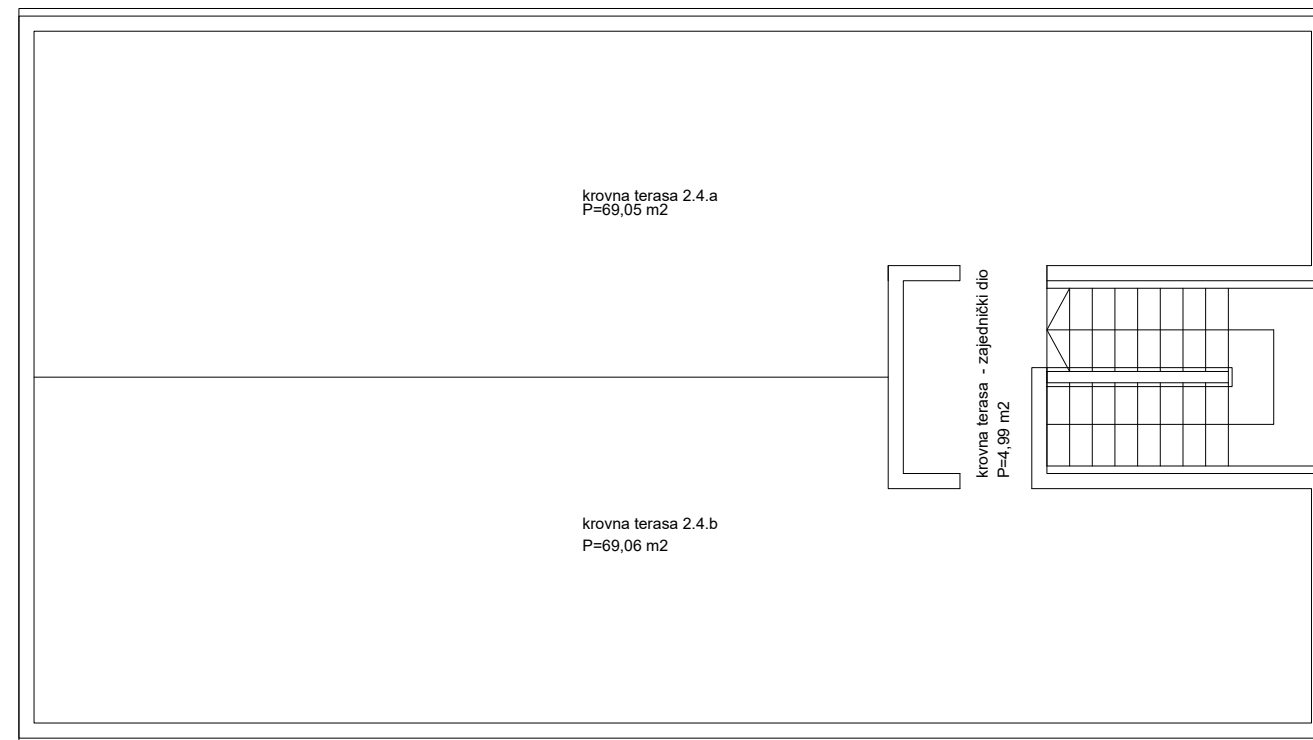 krovna terasa 2.4.a
P=69,05 m2
krovna terasa - zajednički dio
P=4,99 m2
krovna terasa 2.4.b
P=69,06 m2